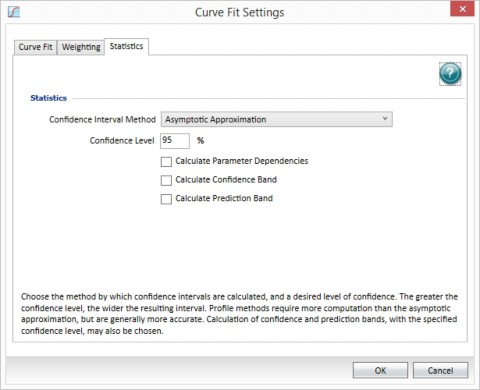 Curve Fit Settings
Curve Fit
Weighting
Statistics
?
Statistics
Confidence Interval Method
Asymptotic Approximation
Confidence Level
95
%
Calculate Parameter Dependencies
Calculate Confidence Band
Calculate Prediction Band
Choose the method by which confidence intervals are calculated, and a desired level of confidence. The greater the
confidence level, the wider the resulting interval. Profile methods require more computation than the asymptotic
approximation, but are generally more accurate. Calculation of confidence and prediction bands, with the specified
confidence level, may also be chosen.
OK
Cancel